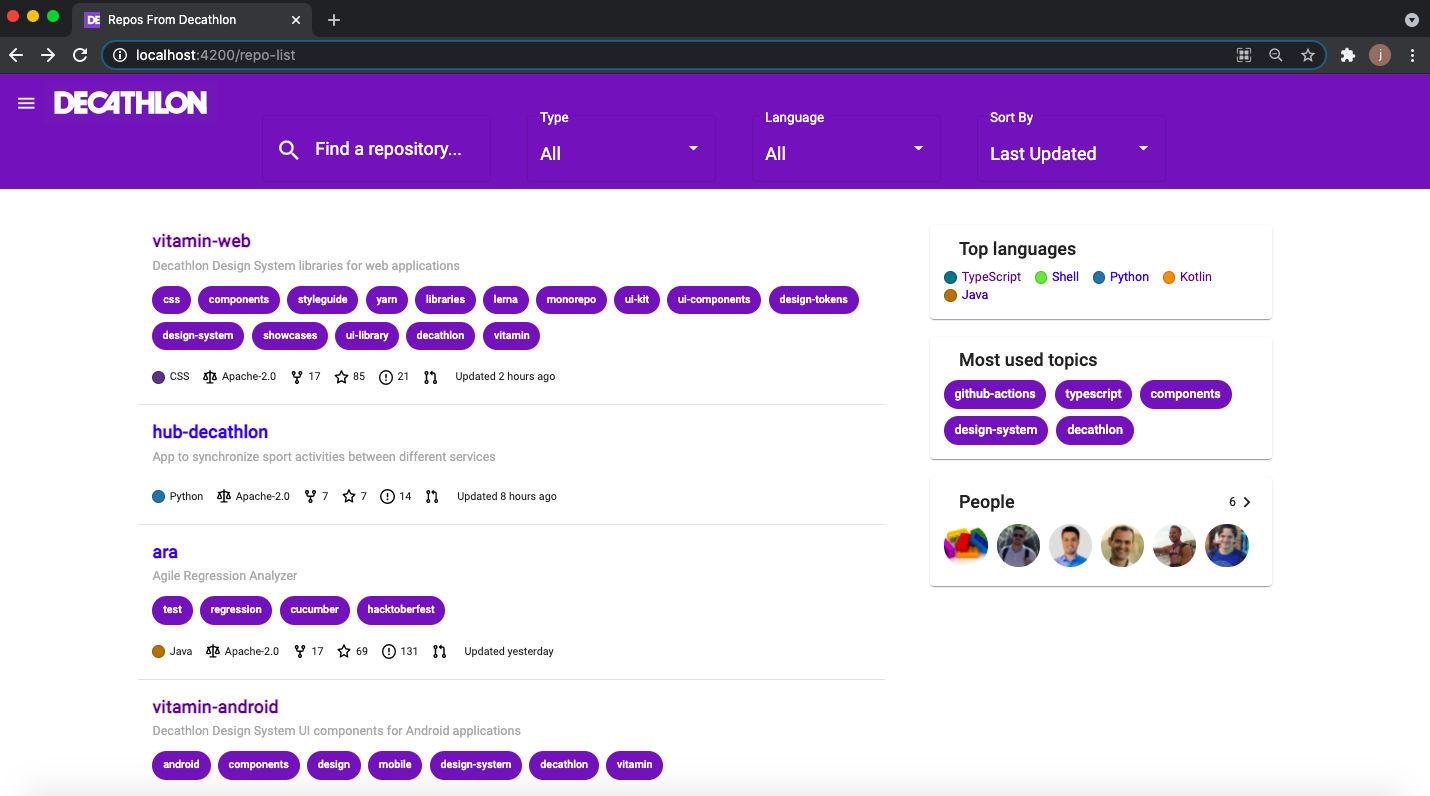 DE Repos From Decathlon
localhost:4200/repo-list
j
DECATHLON
Find a repository...
Type
All
Language
All
Sort By
Last Updated
vitamin-web
Decathlon Design System libraries for web applications
css components styleguide yarn libraries lerna monorepo ui-kit ui-components design-tokens
design-system showcases ui-library decathlon vitamin
CSS Apache-2.0 17 85 21 Updated 2 hours ago
hub-decathlon
App to synchronize sport activities between different services
Python Apache-2.0 7 7 14 Updated 8 hours ago
ara
Agile Regression Analyzer
test regression cucumber hacktoberfest
Java Apache-2.0 17 69 131 Updated yesterday
vitamin-android
Decathlon Design System UI components for Android applications
android components design mobile design-system decathlon vitamin
Top languages
TypeScript Shell Python Kotlin
Java
Most used topics
github-actions typescript components
design-system decathlon
People 6